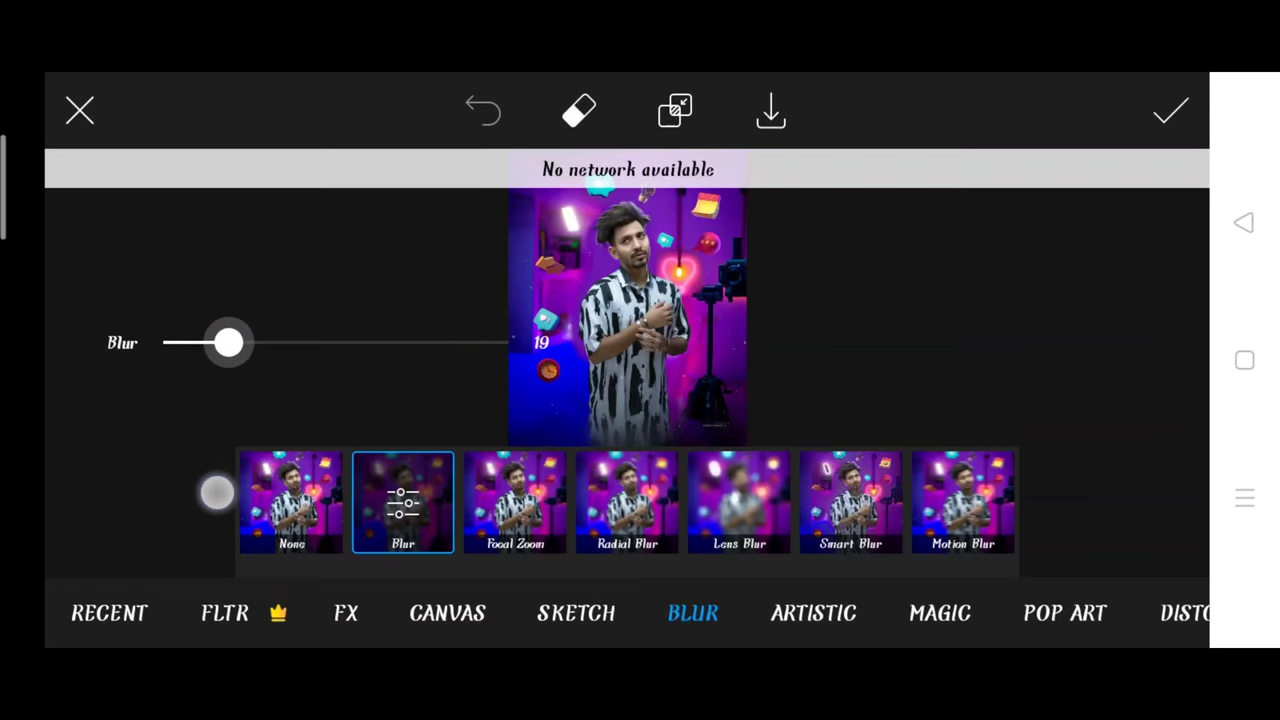 No network available
Blur
19
None
Blur
Focal Zoom
Radial Blur
Lens Blur
Smart Blur
Motion Blur
RECENT
FLTR
FX
CANVAS
SKETCH
BLUR
ARTISTIC
MAGIC
POP ART
DISTO